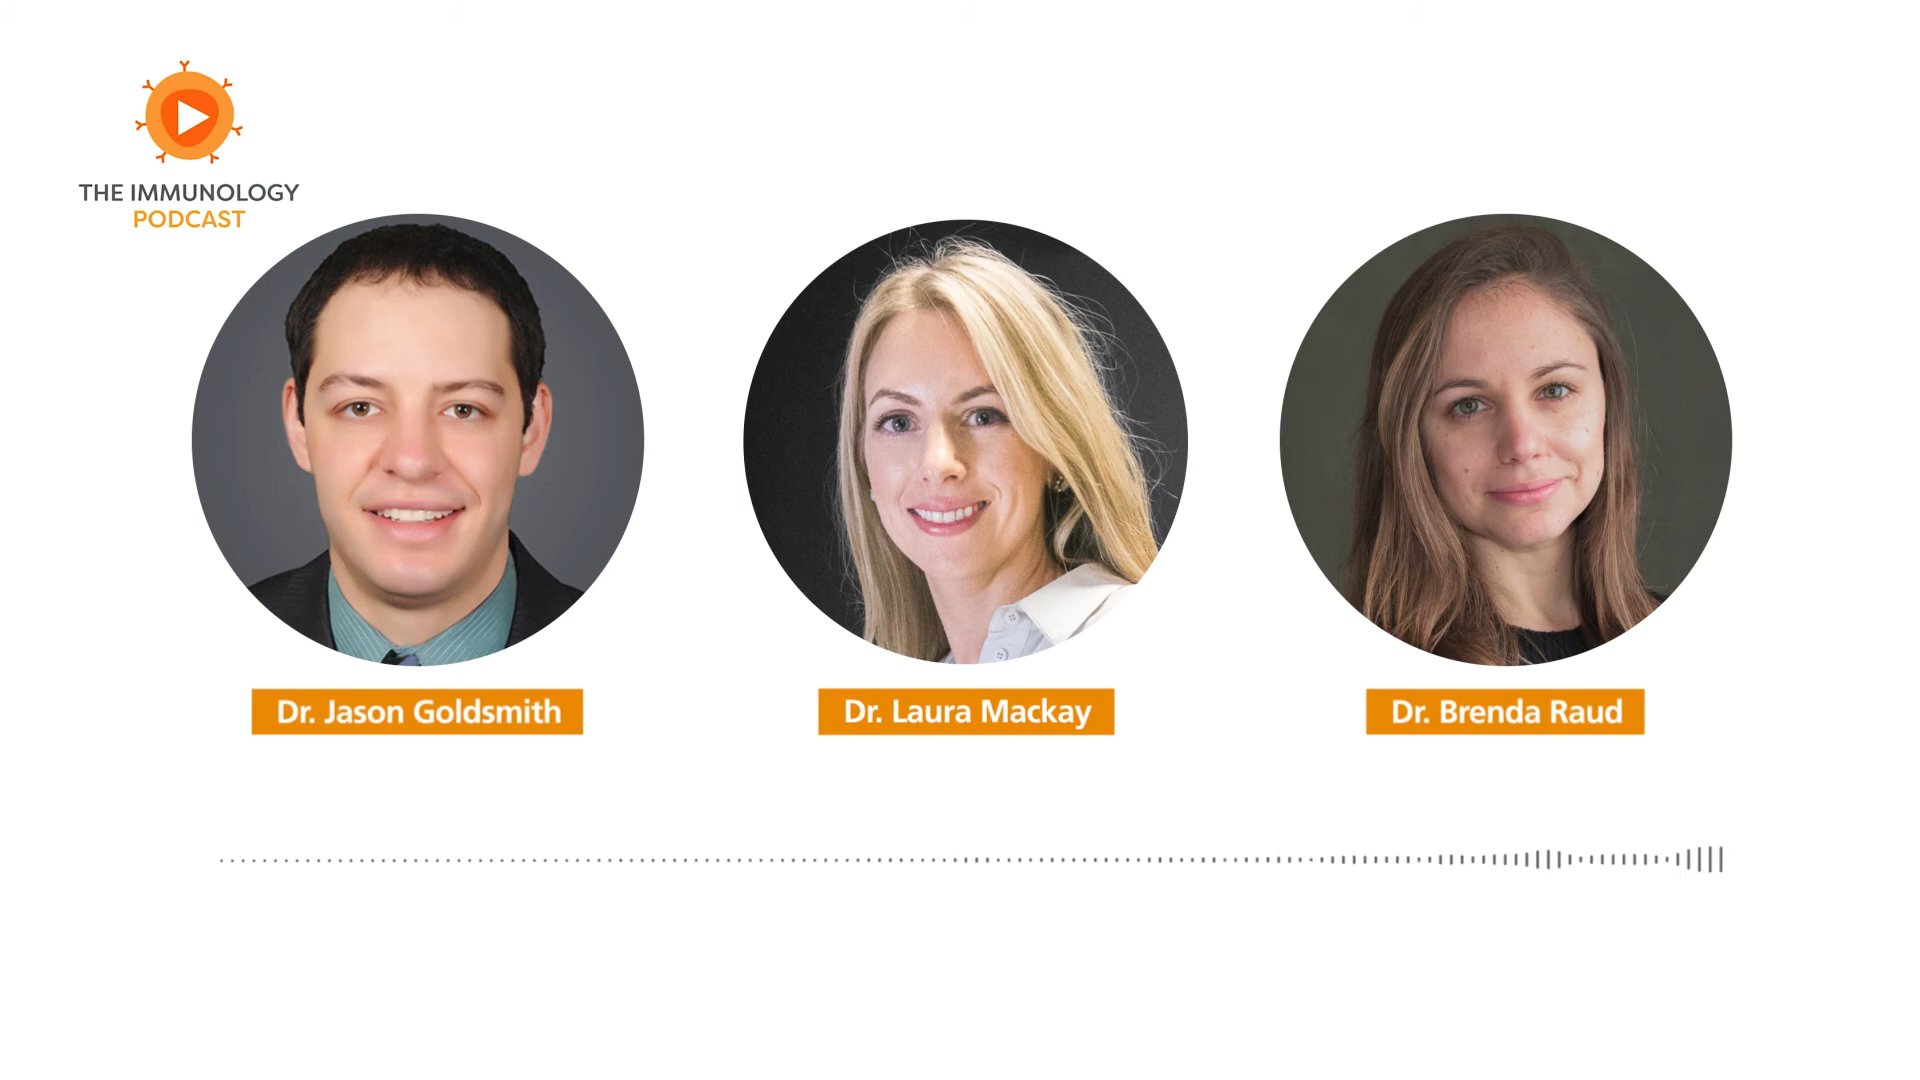 THE IMMUNOLOGY
PODCAST
Dr. Jason Goldsmith
Dr. Laura Mackay
Dr. Brenda Raud